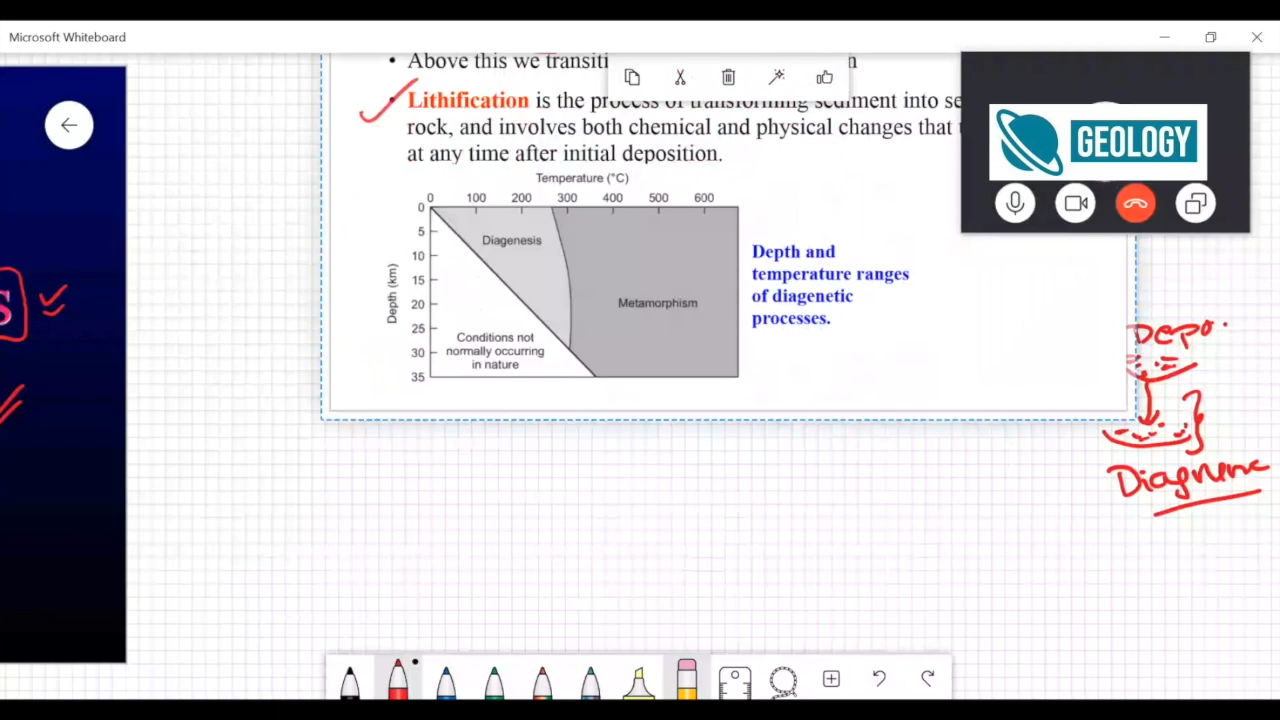 Microsoft Whiteboard
• Above this we transiti
• Lithification is the process of transforming sediment into se
rock, and involves both chemical and physical changes that
at any time after initial deposition.
GEOLOGY
Temperature (°C)
0 100 200 300 400 500 600
0
5
10
15
20
25
30
35
Depth (km)
Diagenesis
Metamorphism
Conditions not
normally occurring
in nature
Depth and
temperature ranges
of diagenetic
processes.
S
Depo.